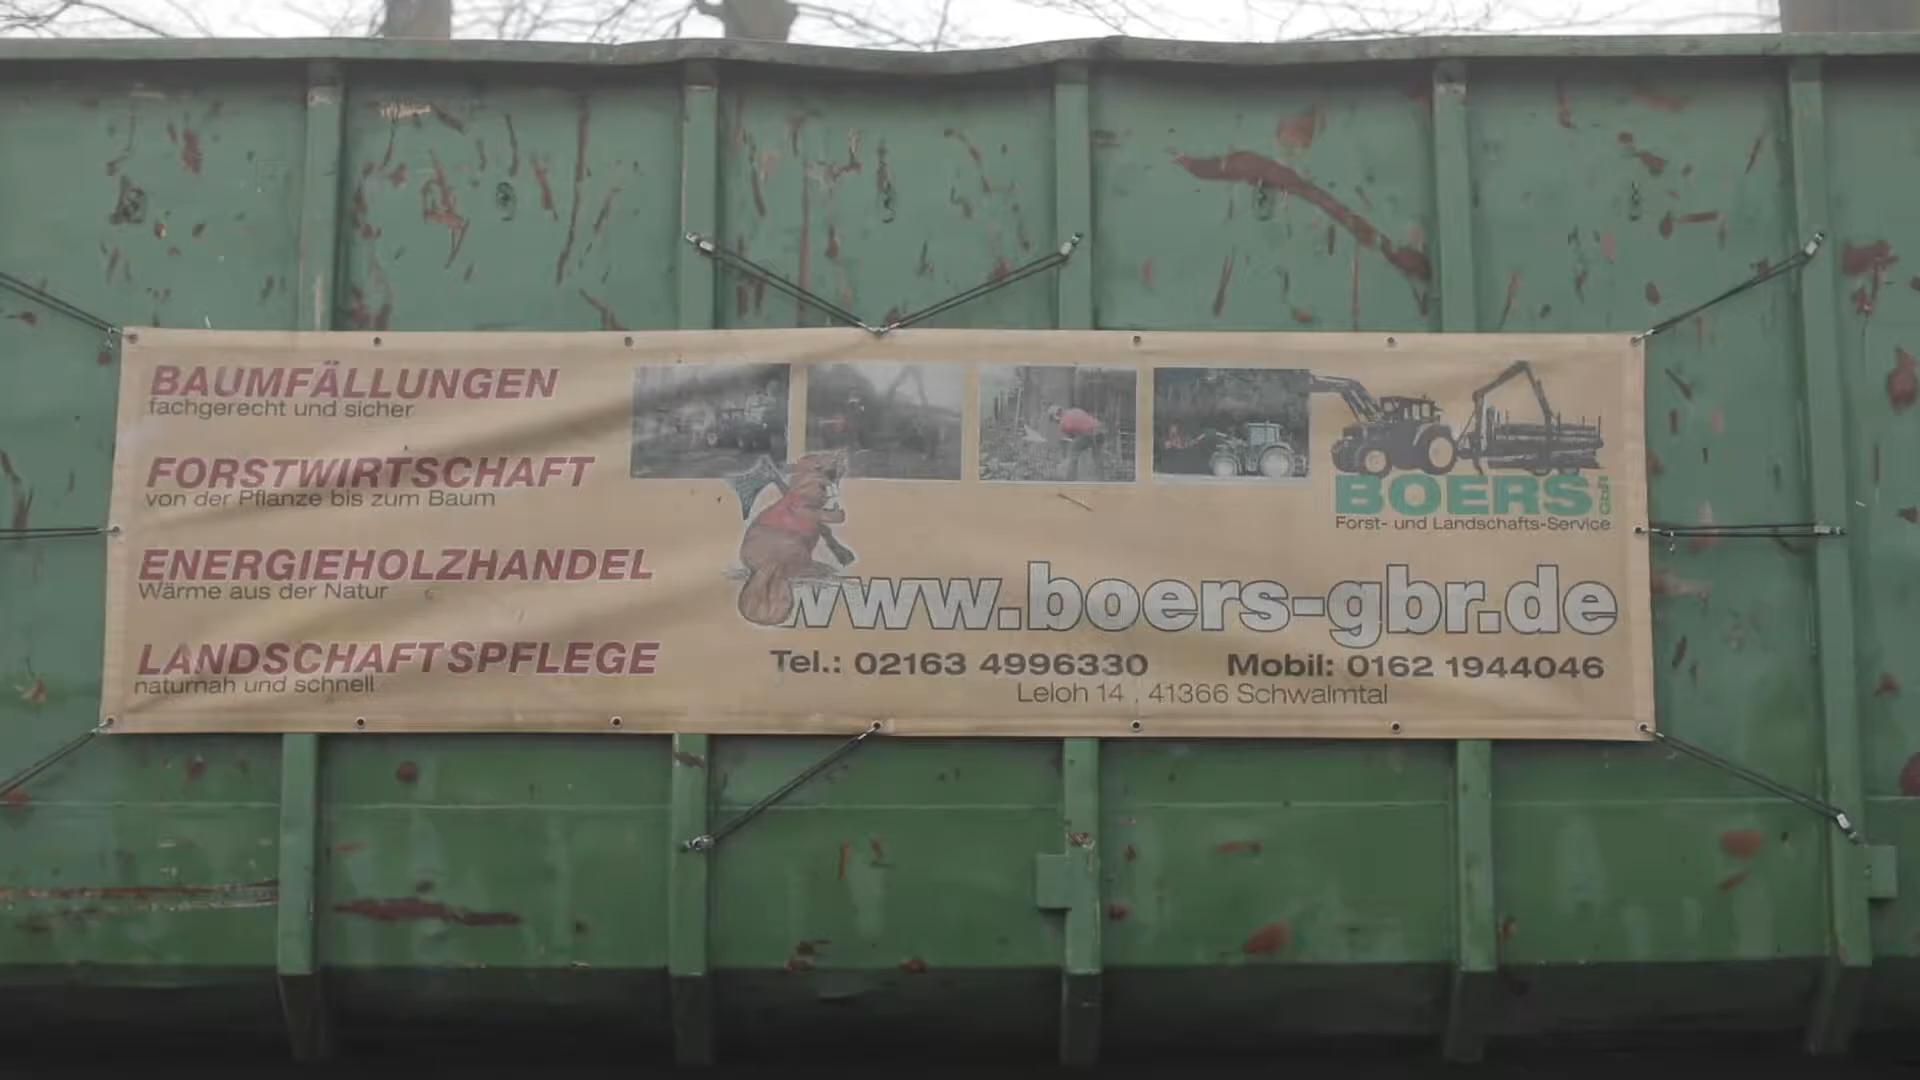 BAUMFÄLLUNGEN
fachgerecht und sicher
FORSTWIRTSCHAFT
von der Pflanze bis zum Baum
ENERGIEHOLZHANDEL
Wärme aus der Natur
LANDSCHAFTSPFLEGE
naturnah und schnell
BOERS GbR
Forst- und Landschafts-Service
www.boers-gbr.de
Tel.: 02163 4996330 Mobil: 0162 1944046
Leloh 14 . 41366 Schwalmtal